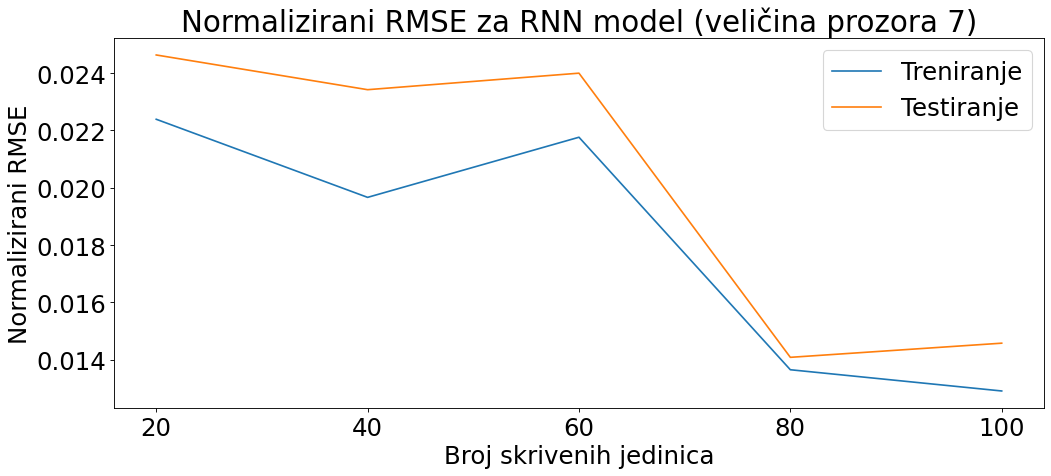 Normalizirani RMSE za RNN model (veličina prozora 7)
Treniranje
Testiranje
Normalizirani RMSE
0.024
0.022
0.020
0.018
0.016
0.014
20 40 60 80 100
Broj skrivenih jedinica